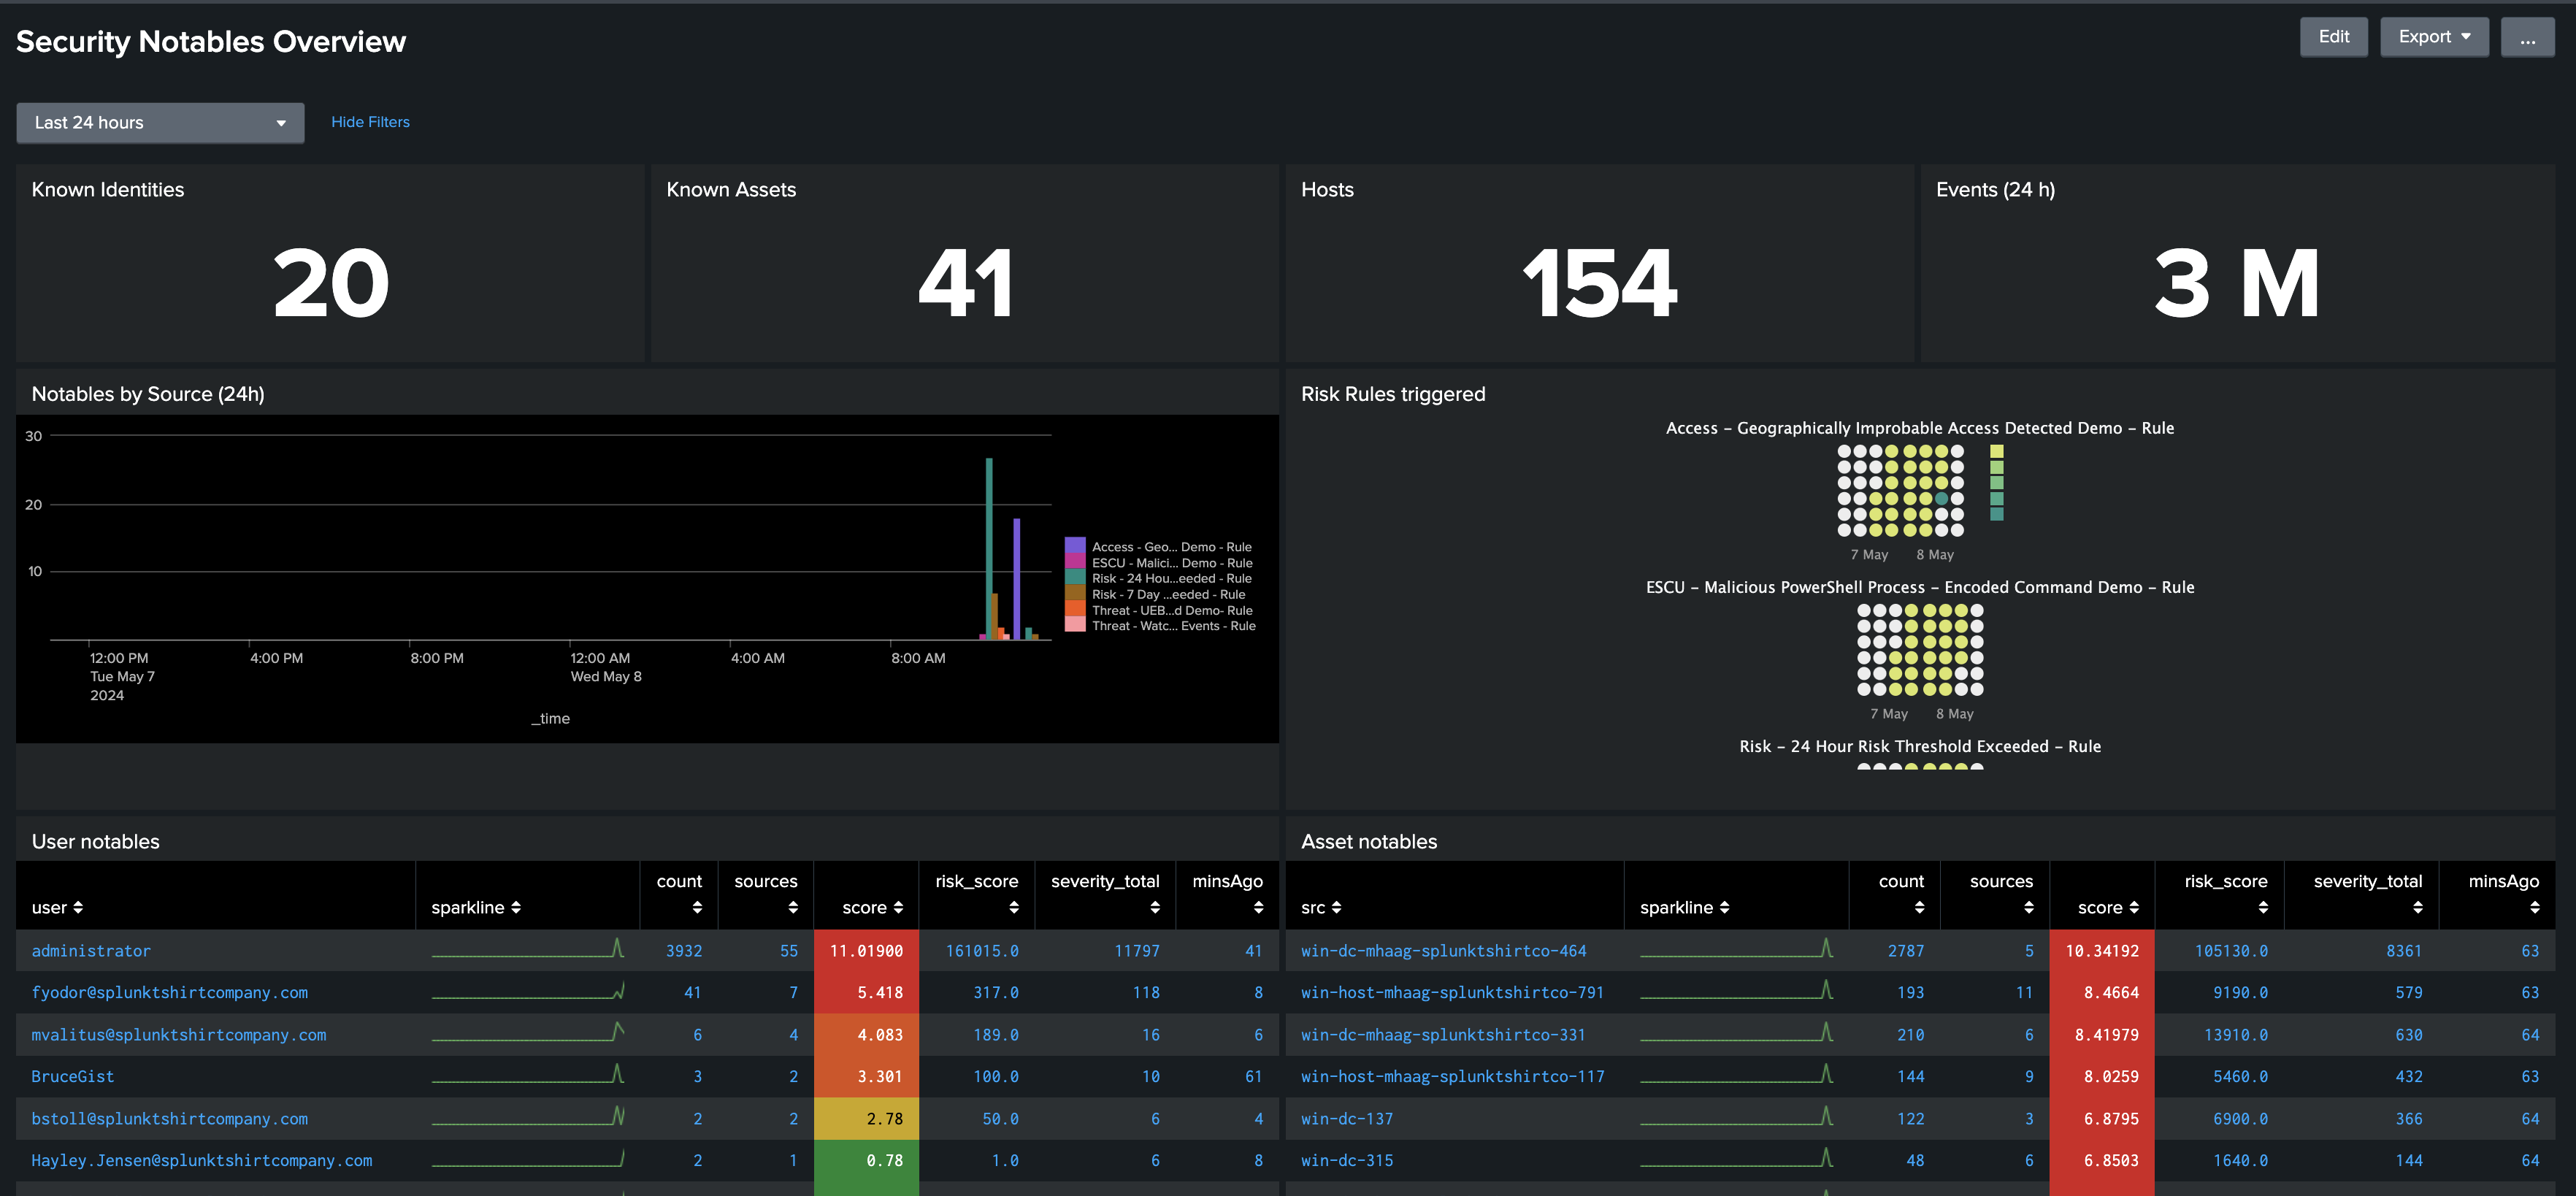 Security Notables Overview
Edit
Export
...
Last 24 hours
Hide Filters
Known Identities
Known Assets
Hosts
Events (24 h)
20
41
154
3 M
Notables by Source (24h)
30
20
10
12:00 PM
Tue May 7
2024
4:00 PM
8:00 PM
12:00 AM
Wed May 8
4:00 AM
8:00 AM
_time
Access - Geo... Demo - Rule
ESCU - Malici... Demo - Rule
Risk - 24 Hou...eeded - Rule
Risk - 7 Day ...eeded - Rule
Threat - UEB...d Demo- Rule
Threat - Watc... Events - Rule
Risk Rules triggered
Access – Geographically Improbable Access Detected Demo – Rule
7 May 8 May
ESCU – Malicious PowerShell Process – Encoded Command Demo – Rule
7 May 8 May
Risk – 24 Hour Risk Threshold Exceeded – Rule
User notables
user sparkline count sources score risk_score severity_total minsAgo
administrator 3932 55 11.01900 161015.0 11797 41
fyodor@splunktshirtcompany.com 41 7 5.418 317.0 118 8
mvalitus@splunktshirtcompany.com 6 4 4.083 189.0 16 6
BruceGist 3 2 3.301 100.0 10 61
bstoll@splunktshirtcompany.com 2 2 2.78 50.0 6 4
Hayley.Jensen@splunktshirtcompany.com 2 1 0.78 1.0 6 8
Asset notables
src sparkline count sources score risk_score severity_total minsAgo
win-dc-mhaag-splunktshirtco-464 2787 5 10.34192 105130.0 8361 63
win-host-mhaag-splunktshirtco-791 193 11 8.4664 9190.0 579 63
win-dc-mhaag-splunktshirtco-331 210 6 8.41979 13910.0 630 64
win-host-mhaag-splunktshirtco-117 144 9 8.0259 5460.0 432 63
win-dc-137 122 3 6.8795 6900.0 366 64
win-dc-315 48 6 6.8503 1640.0 144 64